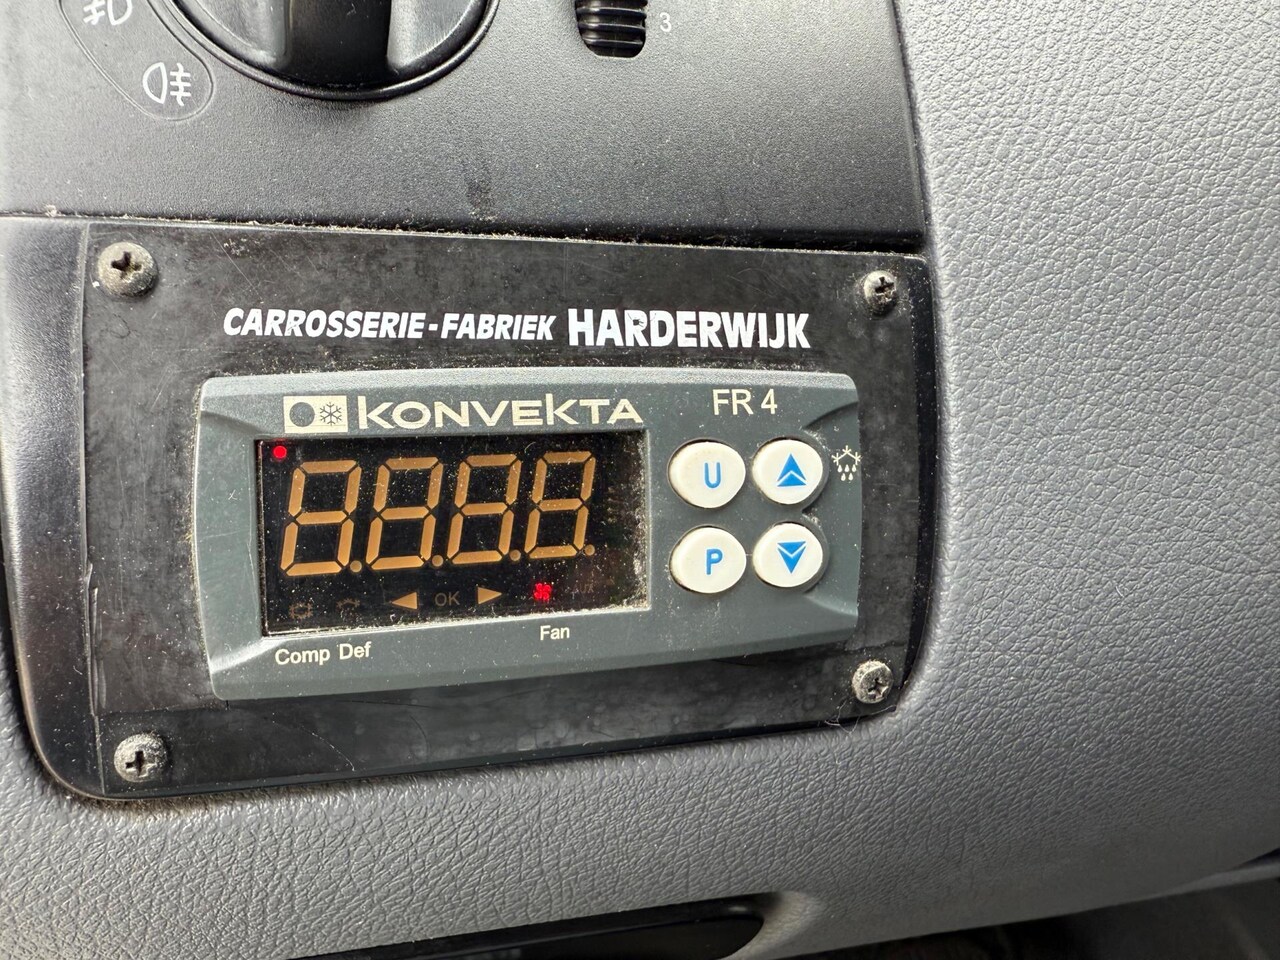 3
CARROSSERIE-FABRIEK HARDERWIJK
KONVEKTA FR 4
8.8.8.8.
U
P
OK
Comp Def Fan